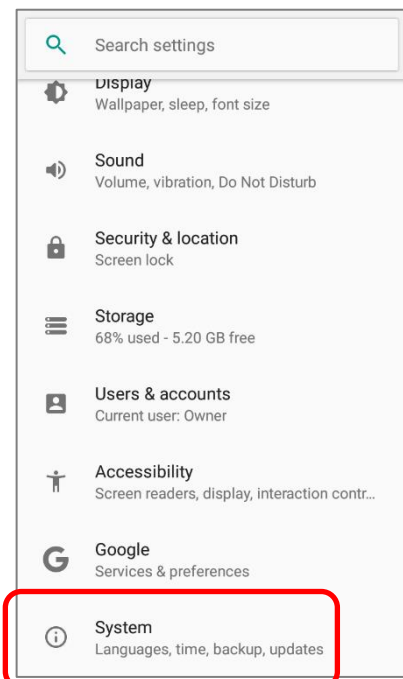 Search settings
Display
Wallpaper, sleep, font size
Sound
Volume, vibration, Do Not Disturb
Security & location
Screen lock
Storage
68% used - 5.20 GB free
Users & accounts
Current user: Owner
Accessibility
Screen readers, display, interaction contr...
Google
Services & preferences
System
Languages, time, backup, updates